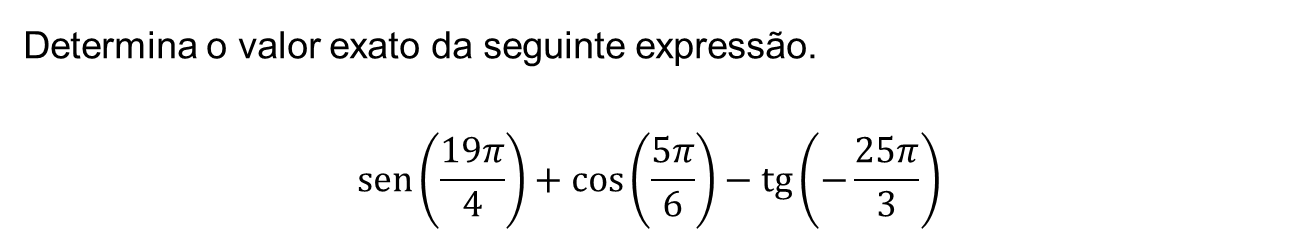 Determina o valor exato da seguinte expressão.
sen(19π/4) + cos(5π/6) − tg(−25π/3)